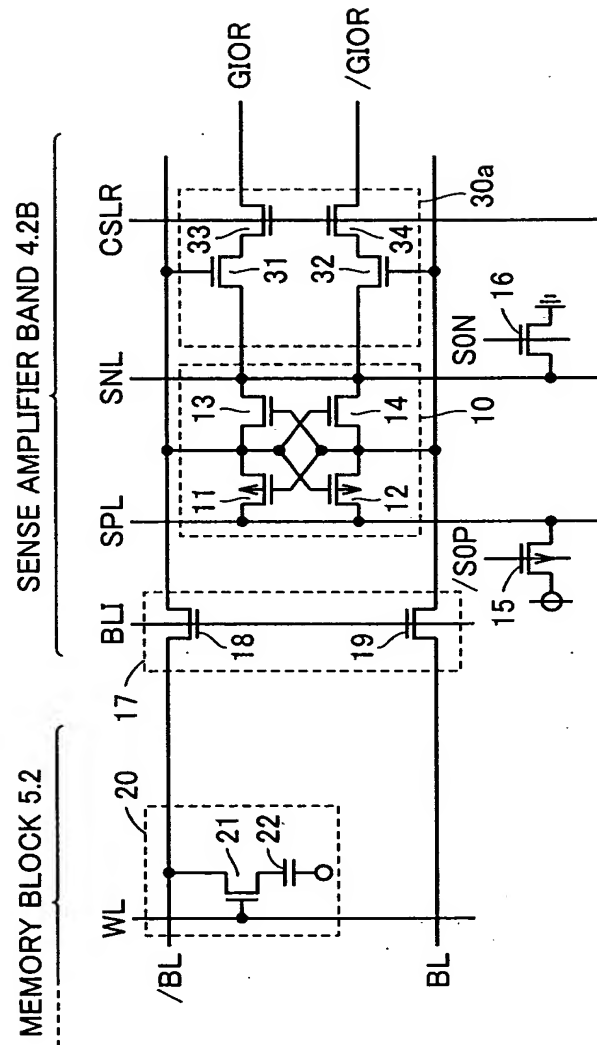 MEMORY BLOCK 5.2
SENSE AMPLIFIER BAND 4.2B
WL
20
17
BLI
SPL
SNL
CSLR
/BL
21
22
18
11
13
31
33
GIOR
12
14
32
34
/GIOR
19
10
30a
BL
/SOP
15
SON
16